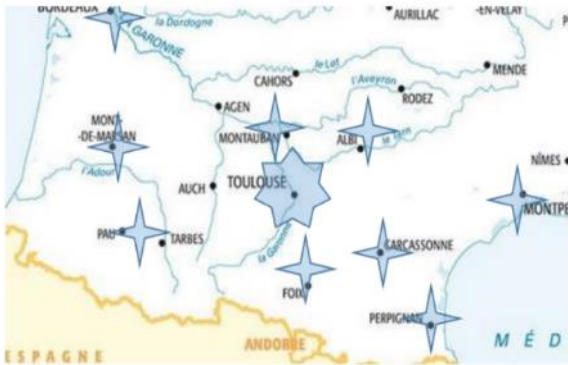 BORDEAUX
la Dordogne
AURILLAC
-EN-VELAY
GARONNE
le Lot
CAHORS
MENDE
l'Aveyron
RODEZ
AGEN
MONT-
-DE-MARSAN
MONTAUBAN
ALBI
le Tarn
NÎMES
l'Adour
AUCH
TOULOUSE
MONTPE
PAU
TARBES
la Garonne
CARCASSONNE
FOIX
PERPIGNAN
ANDORRE
ESPAGNE
MÉD